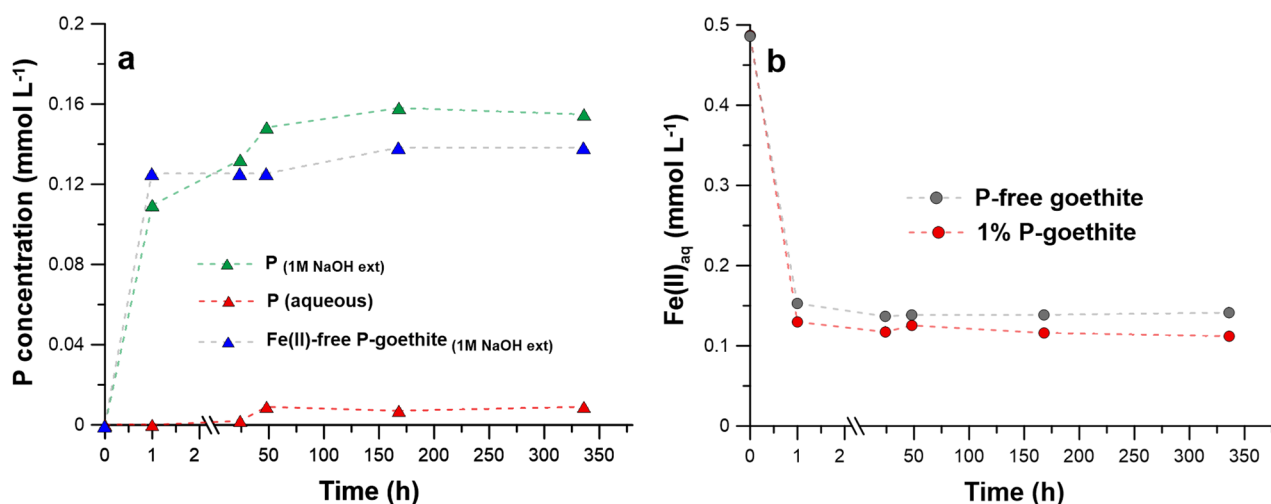 a
P concentration (mmol L-1)
0.2
0.16
0.12
0.08
0.04
0
P (1M NaOH ext)
P (aqueous)
Fe(II)-free P-goethite (1M NaOH ext)
0 1 2 50 100 150 200 250 300 350
Time (h)
b
Fe(II)aq (mmol L-1)
0.5
0.4
0.3
0.2
0.1
0
P-free goethite
1% P-goethite
0 1 2 50 100 150 200 250 300 350
Time (h)